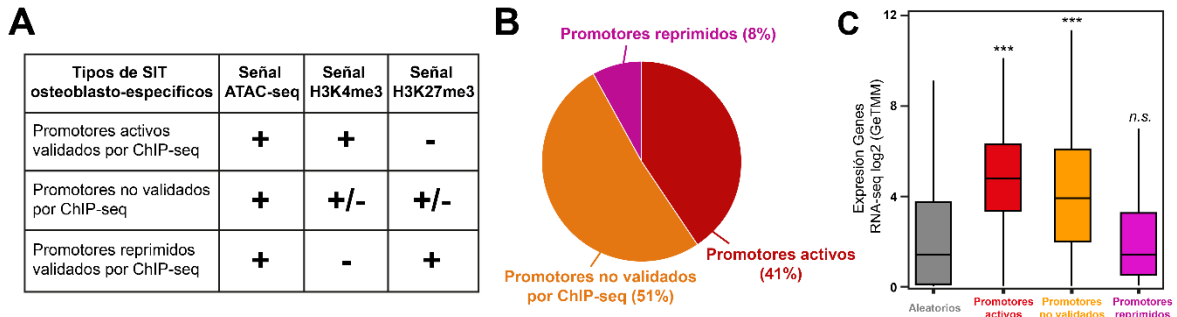 A
Tipos de SIT
osteoblasto-especificos
Señal
ATAC-seq
Señal
H3K4me3
Señal
H3K27me3
Promotores activos
validados por ChIP-seq
+
+
-
Promotores no validados
por ChIP-seq
+
+/-
+/-
Promotores reprimidos
validados por ChIP-seq
+
-
+
B
Promotores reprimidos (8%)
Promotores activos
(41%)
Promotores no validados
por ChIP-seq (51%)
C
Expresión Genes
RNA-seq log2 (GeTMM)
12
8
4
0
***
***
n.s.
Aleatorios
Promotores
activos
Promotores
no validados
Promotores
reprimidos